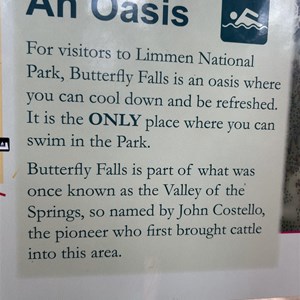 An Oasis
For visitors to Limmen National
Park, Butterfly Falls is an oasis where
you can cool down and be refreshed.
It is the ONLY place where you can
swim in the Park.
Butterfly Falls is part of what was
once known as the Valley of the
Springs, so named by John Costello,
the pioneer who first brought cattle
into this area.